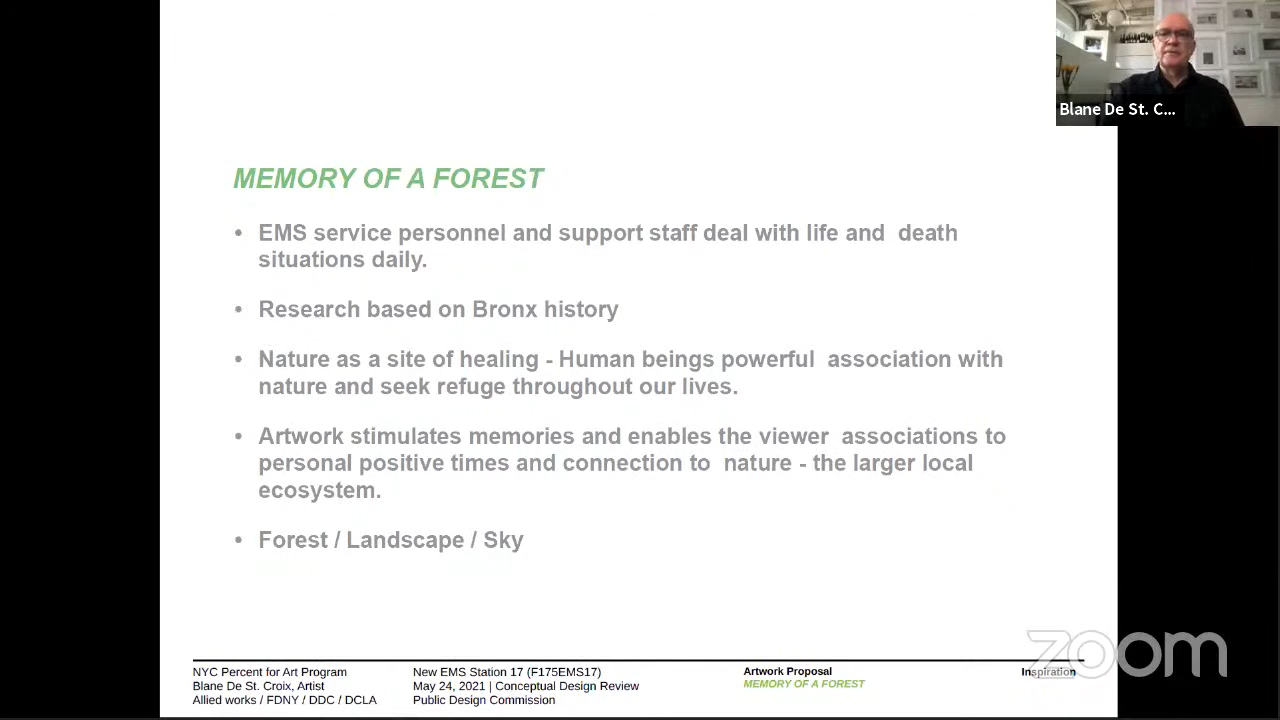 Blane De St. C...
MEMORY OF A FOREST
• EMS service personnel and support staff deal with life and death
situations daily.
• Research based on Bronx history
• Nature as a site of healing - Human beings powerful association with
nature and seek refuge throughout our lives.
• Artwork stimulates memories and enables the viewer associations to
personal positive times and connection to nature - the larger local
ecosystem.
• Forest / Landscape / Sky
zoom
NYC Percent for Art Program
Blane De St. Croix, Artist
Allied works / FDNY / DDC / DCLA
New EMS Station 17 (F175EMS17)
May 24, 2021 | Conceptual Design Review
Public Design Commission
Artwork Proposal
MEMORY OF A FOREST
Inspiration